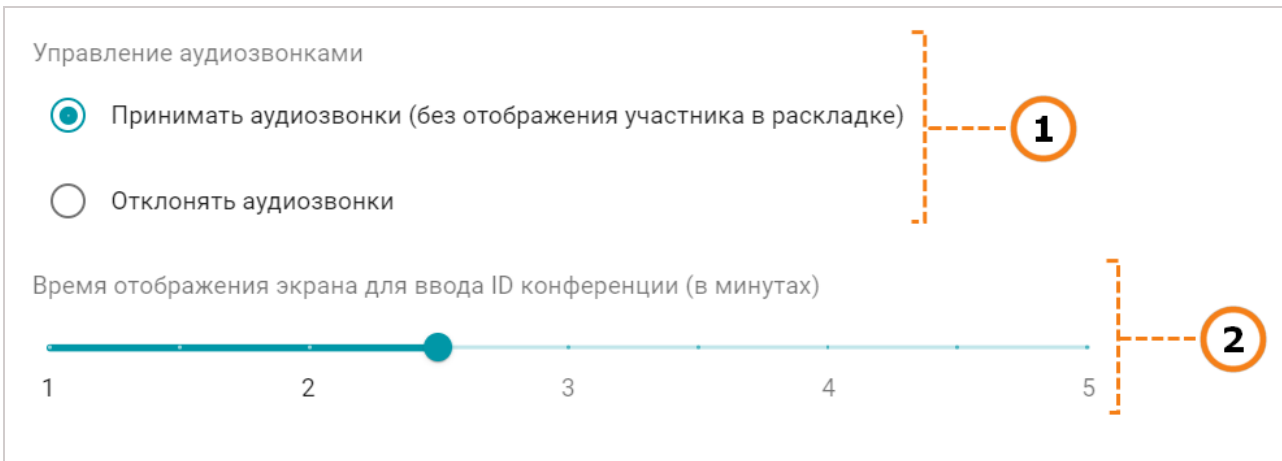 Управление аудиозвонками
Принимать аудиозвонки (без отображения участника в раскладке)
1
Отклонять аудиозвонки
Время отображения экрана для ввода ID конференции (в минутах)
2
1 2 3 4 5